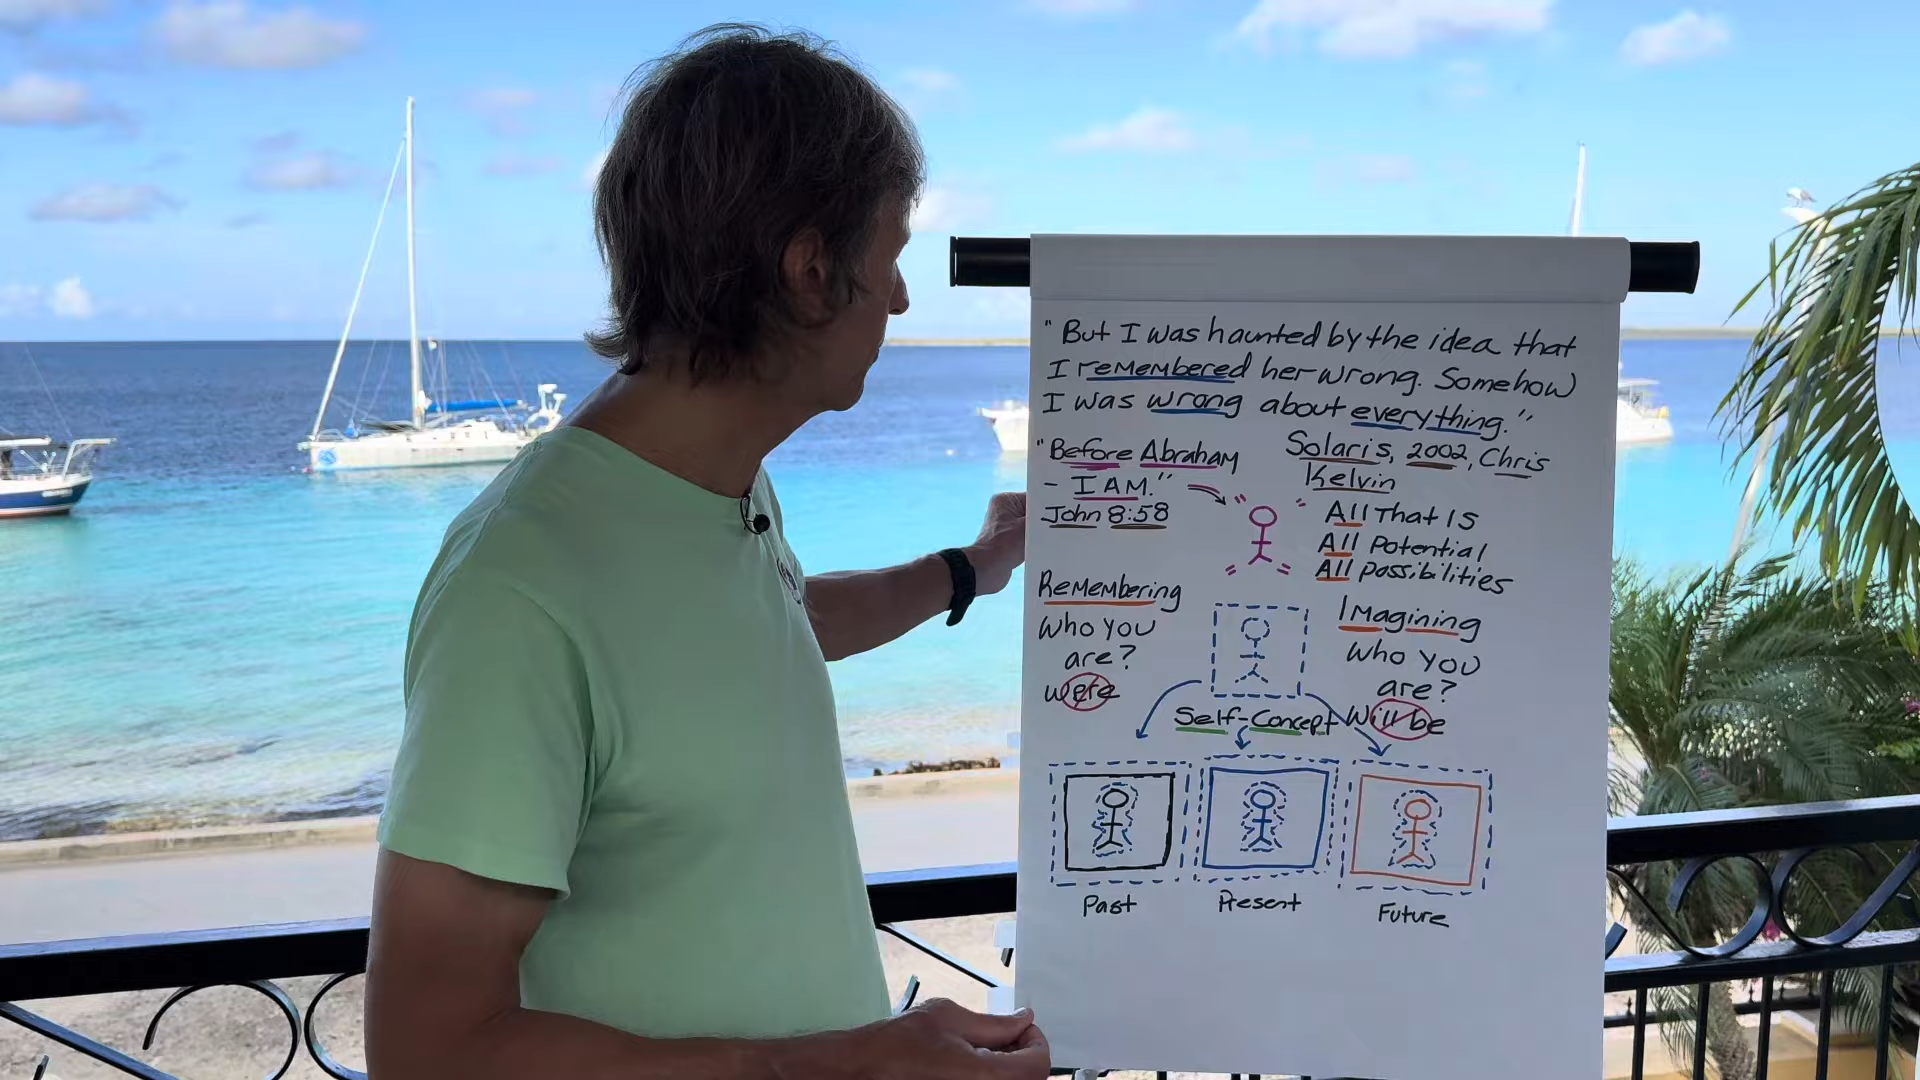 "But I was haunted by the idea that
I remembered her wrong. Somehow
I was wrong about everything."
Solaris, 2002, Chris
Kelvin
"Before Abraham
- I AM."
John 8:58
All That Is
All Potential
All Possibilities
Remembering
Who you
are?
were
Imagining
Who you
are?
Will be
Self-Concept
Past
Present
Future